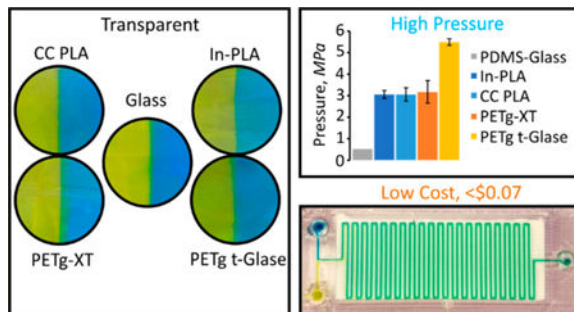 Transparent
CC PLA
In-PLA
Glass
PETg-XT
PETg t-Glase
High Pressure
Pressure, MPa
6
5
4
3
2
1
0
PDMS-Glass
In-PLA
CC PLA
PETg-XT
PETg t-Glase
Low Cost, <$0.07